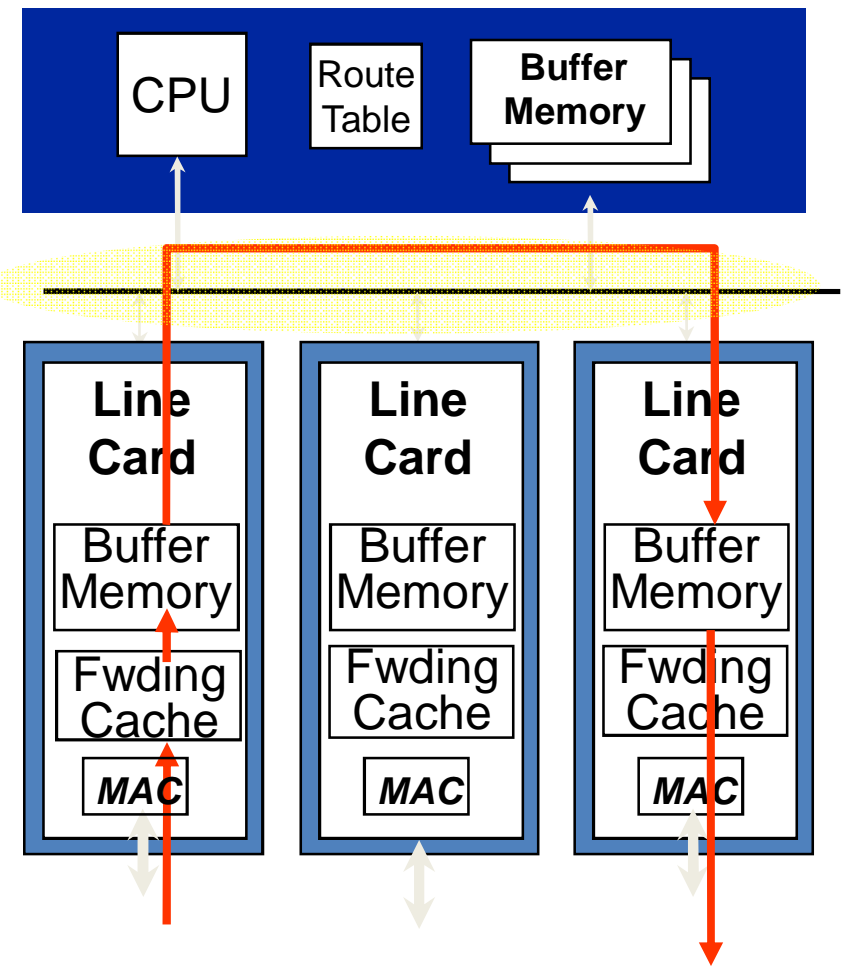 CPU
Route
Table
Buffer
Memory
Line
Card
Buffer
Memory
Fwding
Cache
MAC
Line
Card
Buffer
Memory
Fwding
Cache
MAC
Line
Card
Buffer
Memory
Fwding
Cache
MAC